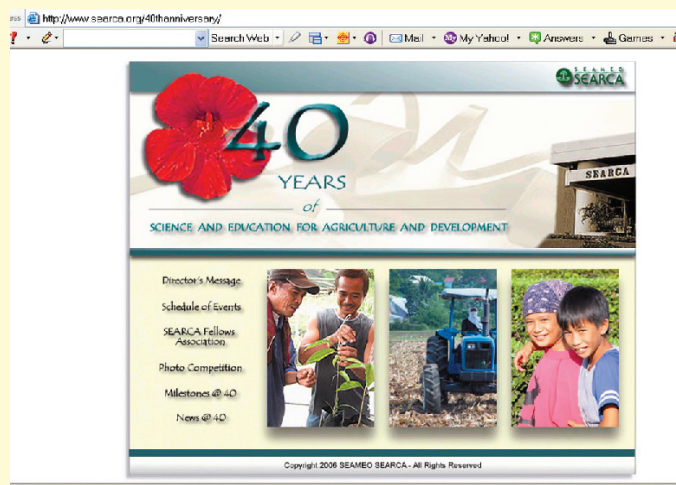 http://www.searca.org/40thanniversary/
Search Web
Mail
My Yahoo!
Answers
Games
SEAMEO
SEARCA
40
YEARS
of
SCIENCE AND EDUCATION FOR AGRICULTURE AND DEVELOPMENT
SEARCA
Director's Message
Schedule of Events
SEARCA Fellows
Association
Photo Competition
Milestones @ 40
News @ 40
Copyright 2006 SEAMEO SEARCA - All Rights Reserved